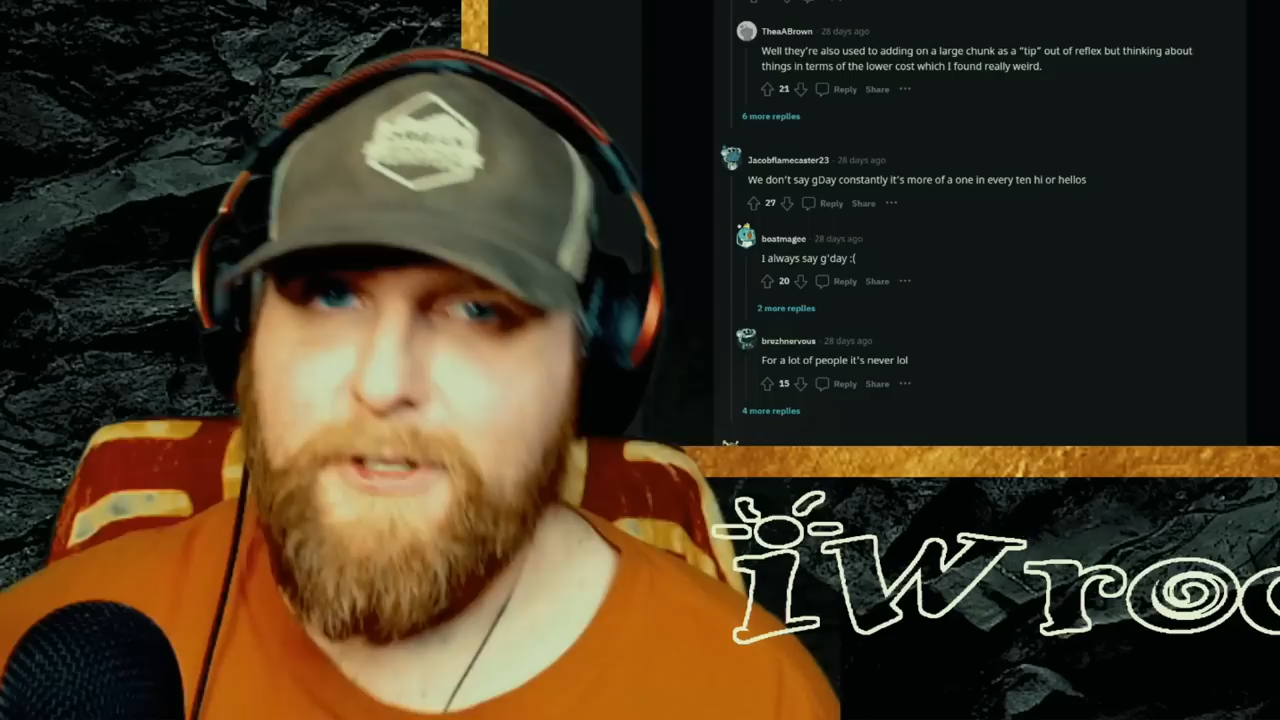 TheaABrown · 28 days ago
Well they're also used to adding on a large chunk as a "tip" out of reflex but thinking about
things in terms of the lower cost which I found really weird.
21 Reply Share ...
6 more replies
Jacobflamecaster23 · 28 days ago
We don't say gDay constantly it's more of a one in every ten hi or hellos
27 Reply Share ...
boatmagee · 28 days ago
I always say g'day :(
20 Reply Share ...
2 more replies
brezhnervous · 28 days ago
For a lot of people it's never lol
15 Reply Share ...
4 more replies
iWroc